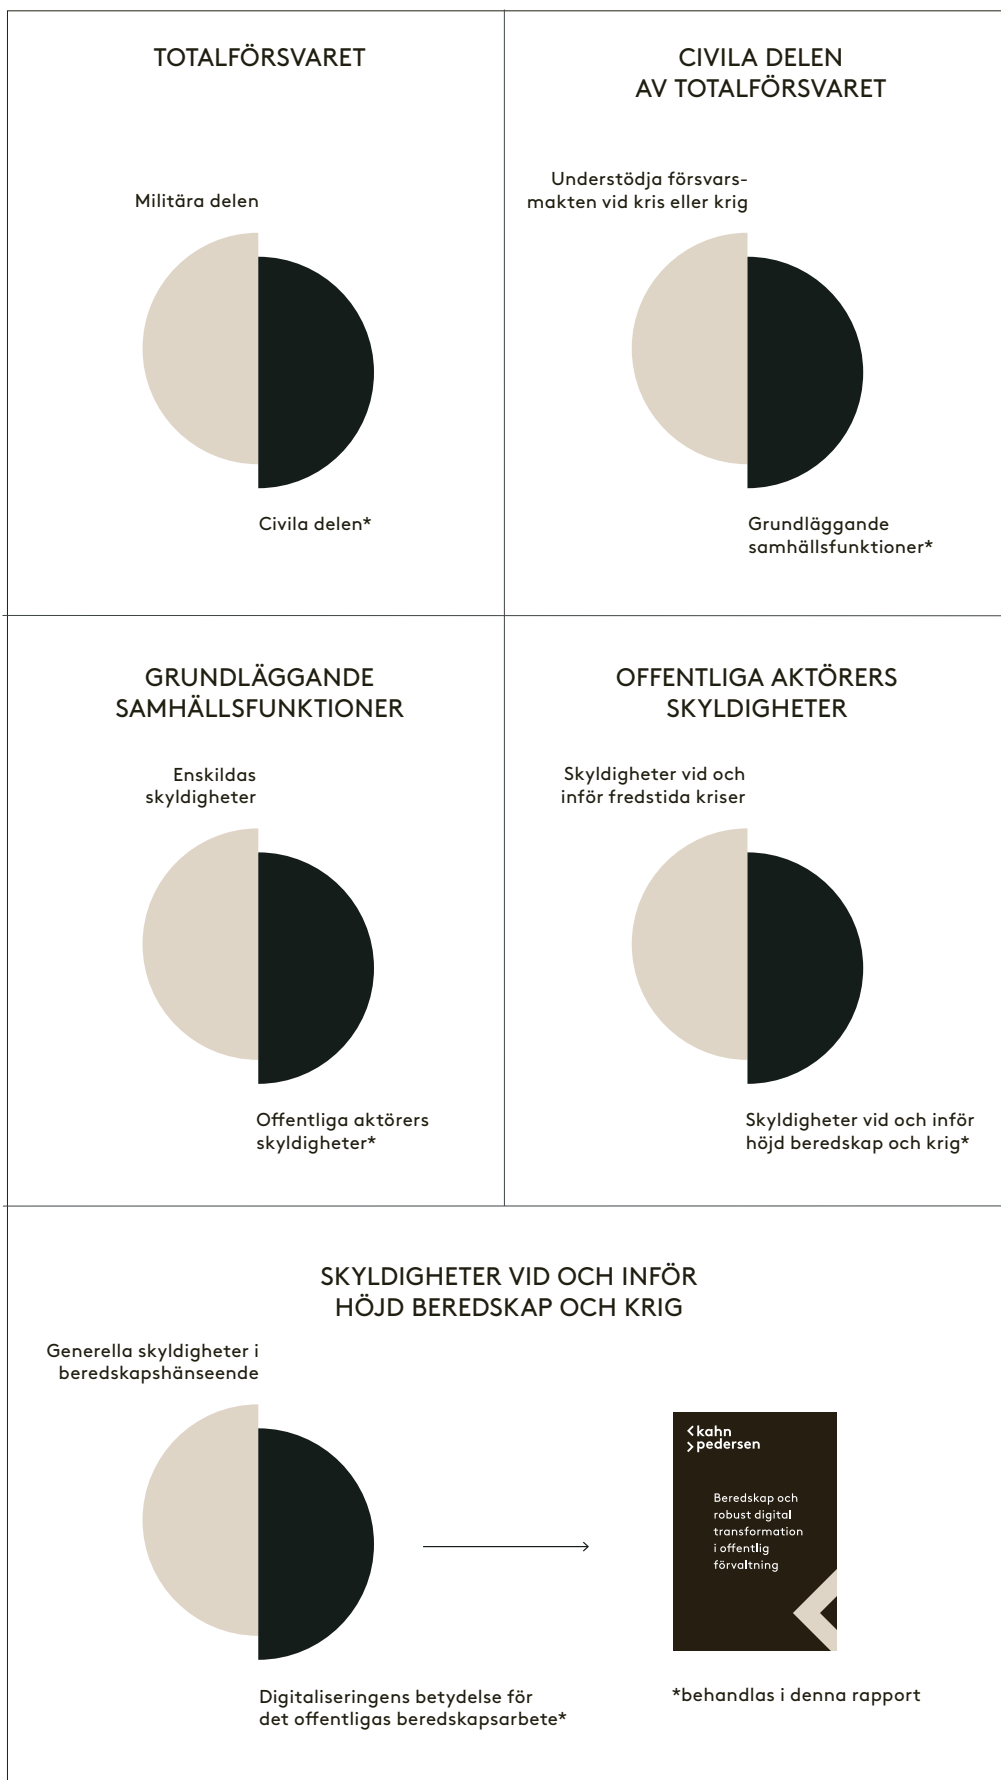 TOTALFÖRSVARET
Militära delen
Civila delen*
CIVILA DELEN
AV TOTALFÖRSVARET
Understödja försvars-
makten vid kris eller krig
Grundläggande
samhällsfunktioner*
GRUNDLÄGGANDE
SAMHÄLLSFUNKTIONER
Enskildas
skyldigheter
Offentliga aktörers
skyldigheter*
OFFENTLIGA AKTÖRERS
SKYLDIGHETER
Skyldigheter vid och
inför fredstida kriser
Skyldigheter vid och inför
höjd beredskap och krig*
SKYLDIGHETER VID OCH INFÖR
HÖJD BEREDSKAP OCH KRIG
Generella skyldigheter i
beredskapshänseende
Digitaliseringens betydelse för
det offentligas beredskapsarbete*
kahn
pedersen
Beredskap och
robust digital
transformation
i offentlig
förvaltning
*behandlas i denna rapport